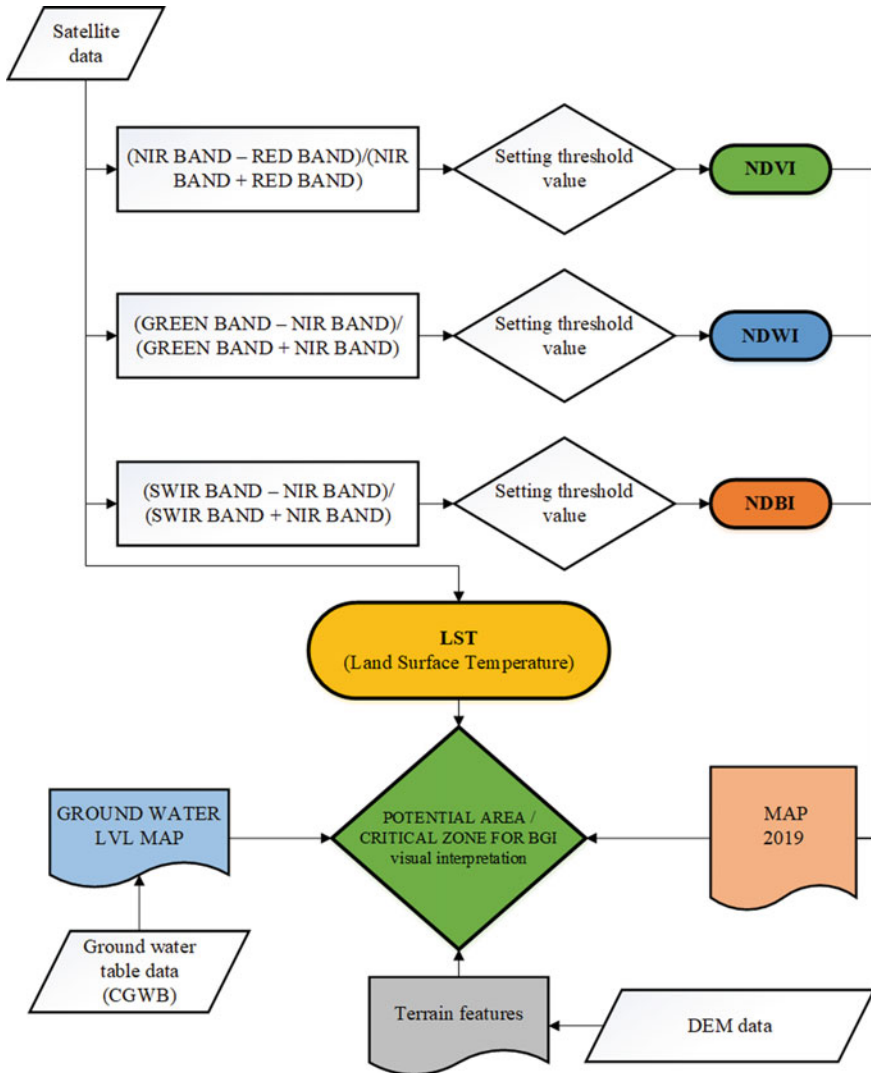 Satellite
data
(NIR BAND – RED BAND)/(NIR
BAND + RED BAND)
Setting threshold
value
NDVI
(GREEN BAND – NIR BAND)/
(GREEN BAND + NIR BAND)
Setting threshold
value
NDWI
(SWIR BAND – NIR BAND)/
(SWIR BAND + NIR BAND)
Setting threshold
value
NDBI
LST
(Land Surface Temperature)
GROUND WATER
LVL MAP
POTENTIAL AREA /
CRITICAL ZONE FOR BGI
visual interpretation
MAP
2019
Ground water
table data
(CGWB)
Terrain features
DEM data